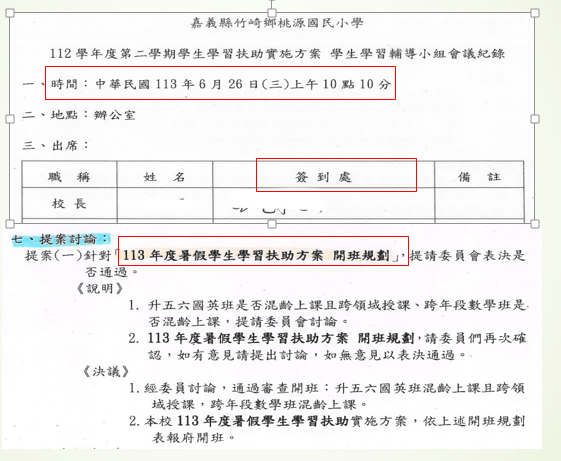 嘉義縣竹崎鄉桃源國民小學
112 學年度第二學期學生學習扶助實施方案 學生學習輔導小組會議紀錄
一、時間：中華民國 113 年 6 月 26 日(三)上午 10 點 10 分
二、地點：辦公室
三、出席：
職 稱 姓 名 簽 到 處 備 註
校 長
七、提案討論：
提案(一)針對「113 年度暑假學生學習扶助方案 開班規劃」，提請委員會表決是
否通過。
《說明》
1. 升五六國英班是否混齡上課且跨領域授課、跨年段數學班是
否混齡上課，提請委員會討論。
2. 113 年度暑假學生學習扶助方案 開班規劃，請委員們再次確
認，如有意見請提出討論，如無意見以表決通過。
《決議》
1.經委員討論，通過審查開班：升五六國英班混齡上課且跨領
域授課，跨年段數學班混齡上課。
2.本校 113 年度暑假學生學習扶助實施方案，依上述開班規劃
表報府開班。